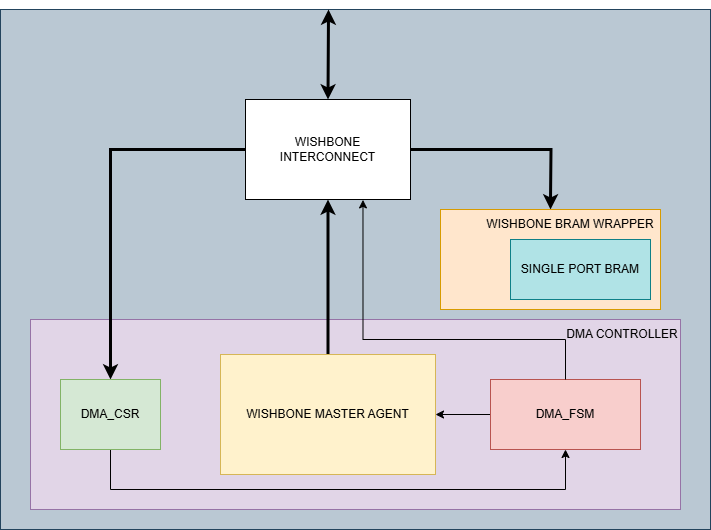 WISHBONE
INTERCONNECT
WISHBONE BRAM WRAPPER
SINGLE PORT BRAM
DMA CONTROLLER
DMA_CSR
WISHBONE MASTER AGENT
DMA_FSM